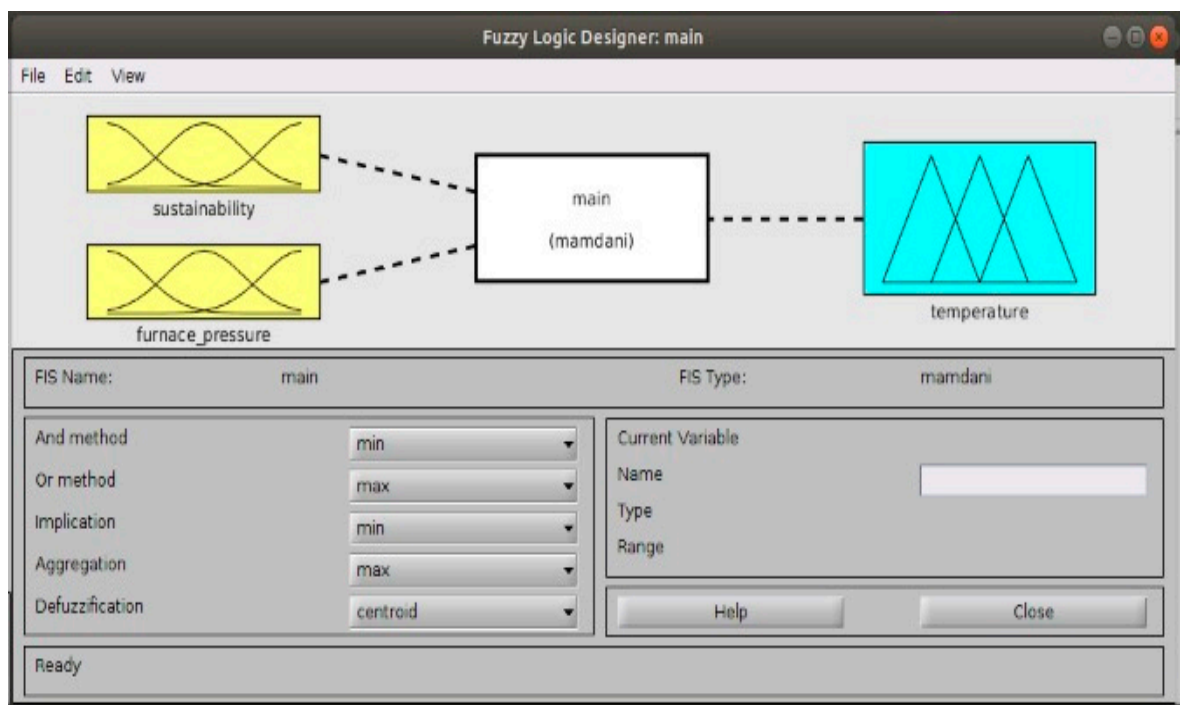 Fuzzy Logic Designer: main
File Edit View
sustainability
furnace_pressure
main
(mamdani)
temperature
FIS Name: main FIS Type: mamdani
And method min
Or method max
Implication min
Aggregation max
Defuzzification centroid
Current Variable
Name
Type
Range
Help Close
Ready